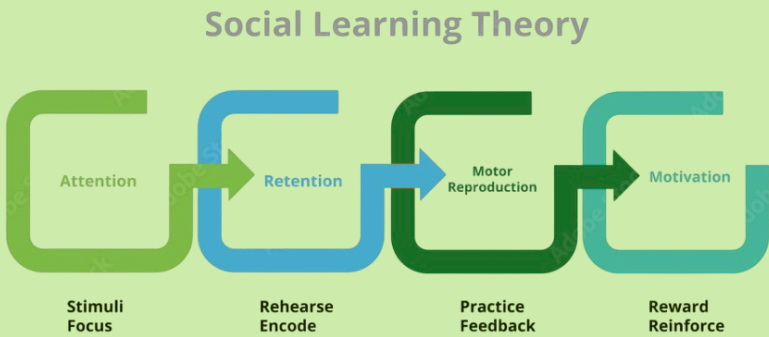 Social Learning Theory
Attention
Retention
Motor
Reproduction
Motivation
Stimuli
Focus
Rehearse
Encode
Practice
Feedback
Reward
Reinforce